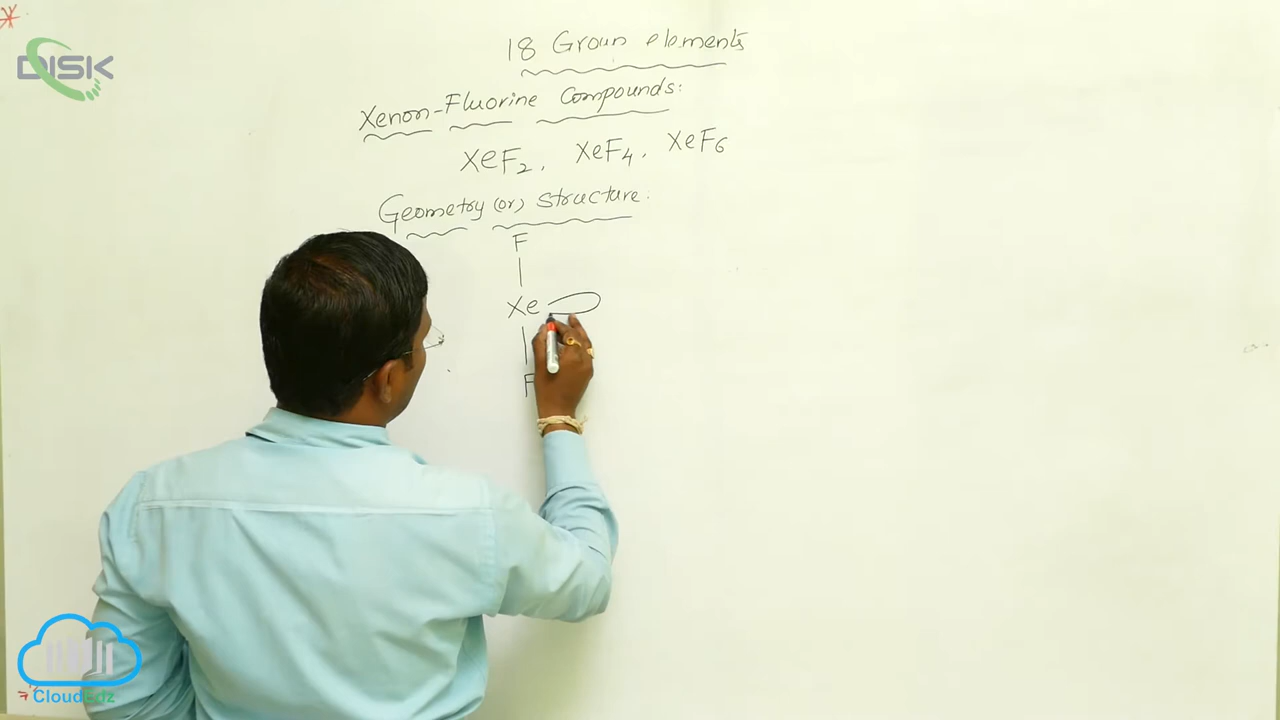 DISK
18 Group elements
Xenon-Fluorine Compounds:
XeF₂, XeF₄, XeF₆
Geometry (or) Structure:
F
Xe
F
CloudEdz